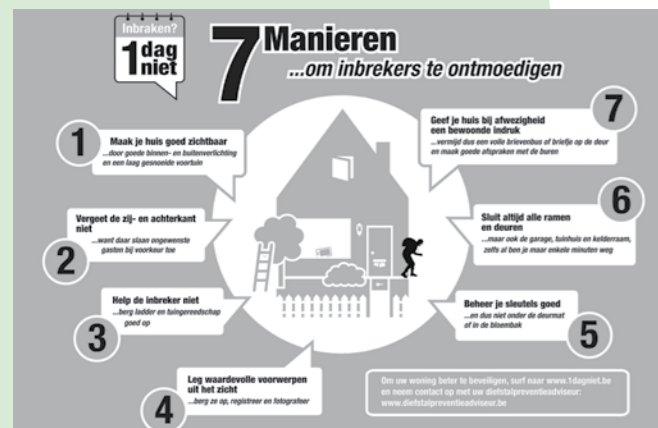 Inbraken?
1 dag
niet
7 Manieren
...om inbrekers te ontmoedigen
1
Maak je huis goed zichtbaar
...door goede binnen- en buitenverlichting
en een laag gesnoeide voortuin
Vergeet de zij- en achterkant
niet
...want daar slaan ongewenste
gasten bij voorkeur toe
2
Help de inbreker niet
...berg ladder en tuingereedschap
goed op
3
Leg waardevolle voorwerpen
uit het zicht
...berg ze op, registreer en fotografeer
4
Beheer je sleutels goed
...en dus niet onder de deurmat
of in de bloembak
5
6
Sluit altijd alle ramen
en deuren
...maar ook de garage, tuinhuis en kelderraam,
zelfs al ben je maar enkele minuten weg
7
Geef je huis bij afwezigheid
een bewoonde indruk
...vermijd dus een volle brievenbus of briefje op de deur
en maak goede afspraken met de buren
Om uw woning beter te beveiligen, surf naar www.1dagniet.be
en neem contact op met uw diefstalpreventieadviseur:
www.diefstalpreventieadviseur.be